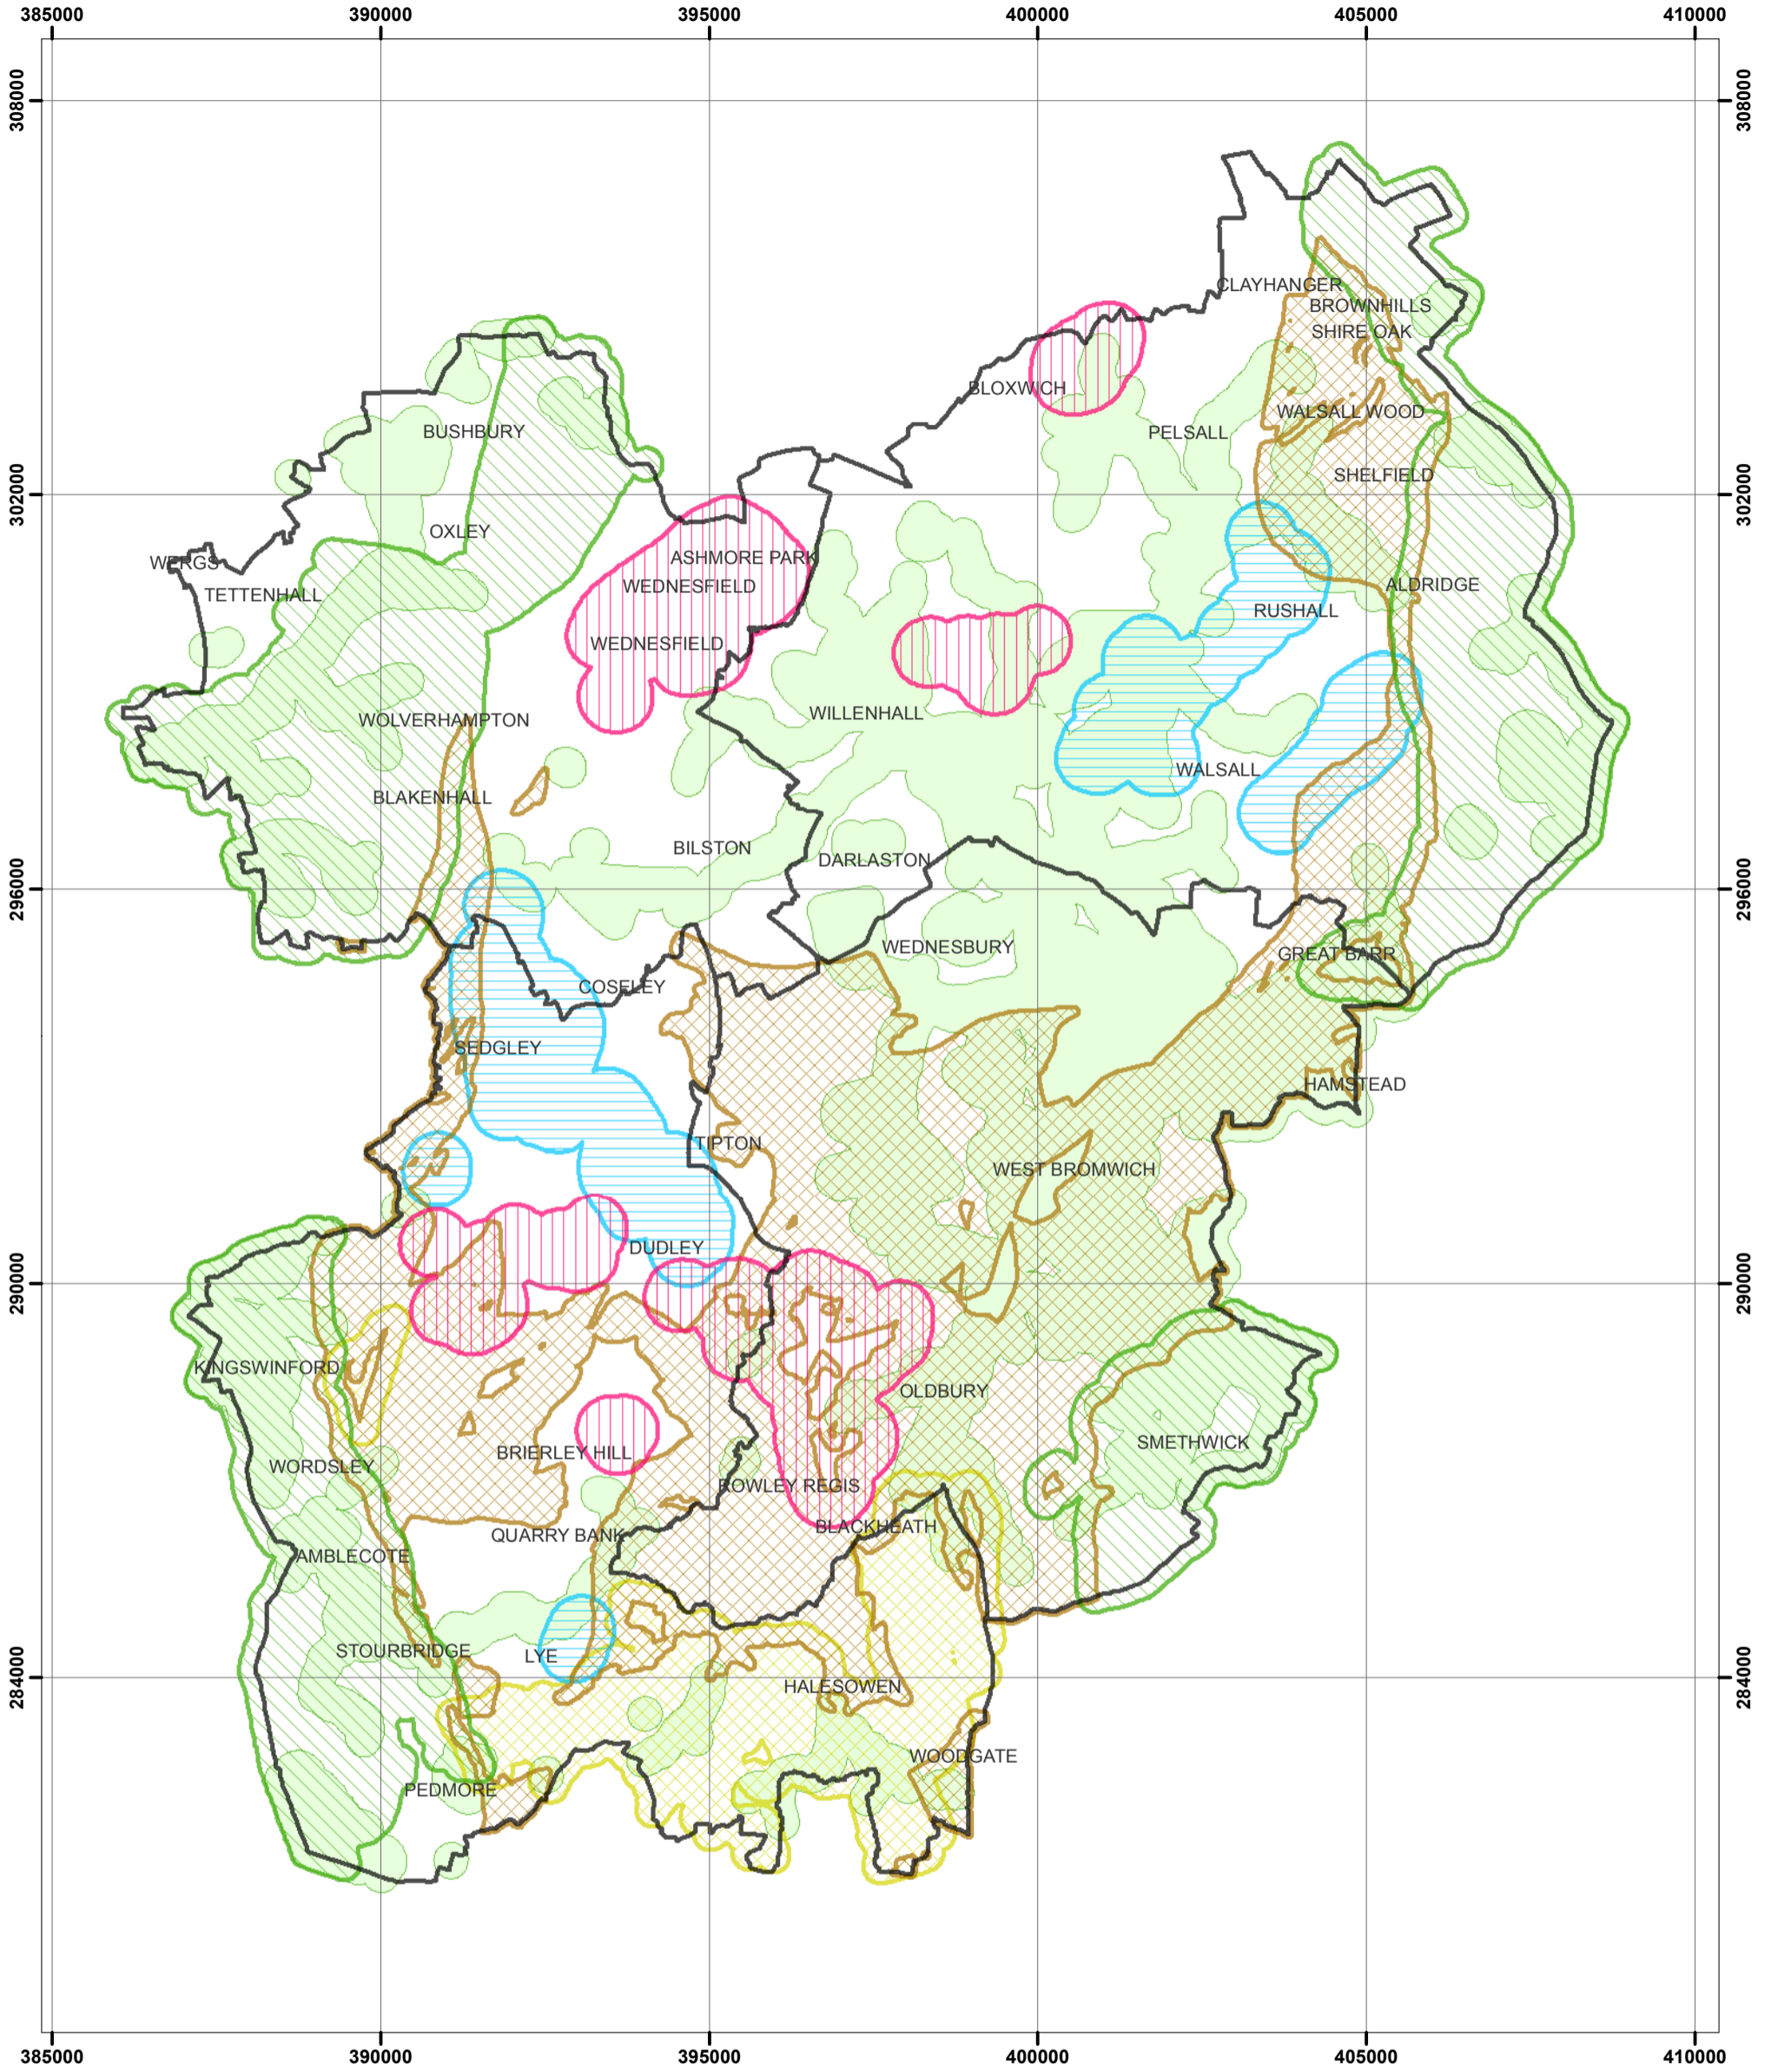 385000 390000 395000 400000 405000 410000
308000 308000
CLAYHANGER
BROWNHILLS
SHIRE OAK
BLOXWICH
WALSALL WOOD
BUSHBURY PELSALL
SHELFIELD
302000 302000
OXLEY
ASHMORE PARK
WERGS
WEDNESFIELD ALDRIDGE
TETTENHALL
RUSHALL
WEDNESFIELD
WILLENHALL
WOLVERHAMPTON
WALSALL
BLAKENHALL
BILSTON
DARLASTON
296000 296000
WEDNESBURY
GREAT BARR
COSELEY
SEDGLEY
HAMSTEAD
TIPTON
WEST BROMWICH
DUDLEY
290000 290000
KINGSWINFORD
OLDBURY
SMETHWICK
BRIERLEY HILL
WORDSLEY
ROWLEY REGIS
BLACKHEATH
QUARRY BANK
AMBLECOTE
STOURBRIDGE
LYE
284000 284000
HALESOWEN
WOODGATE
PEDMORE
385000 390000 395000 400000 405000 410000